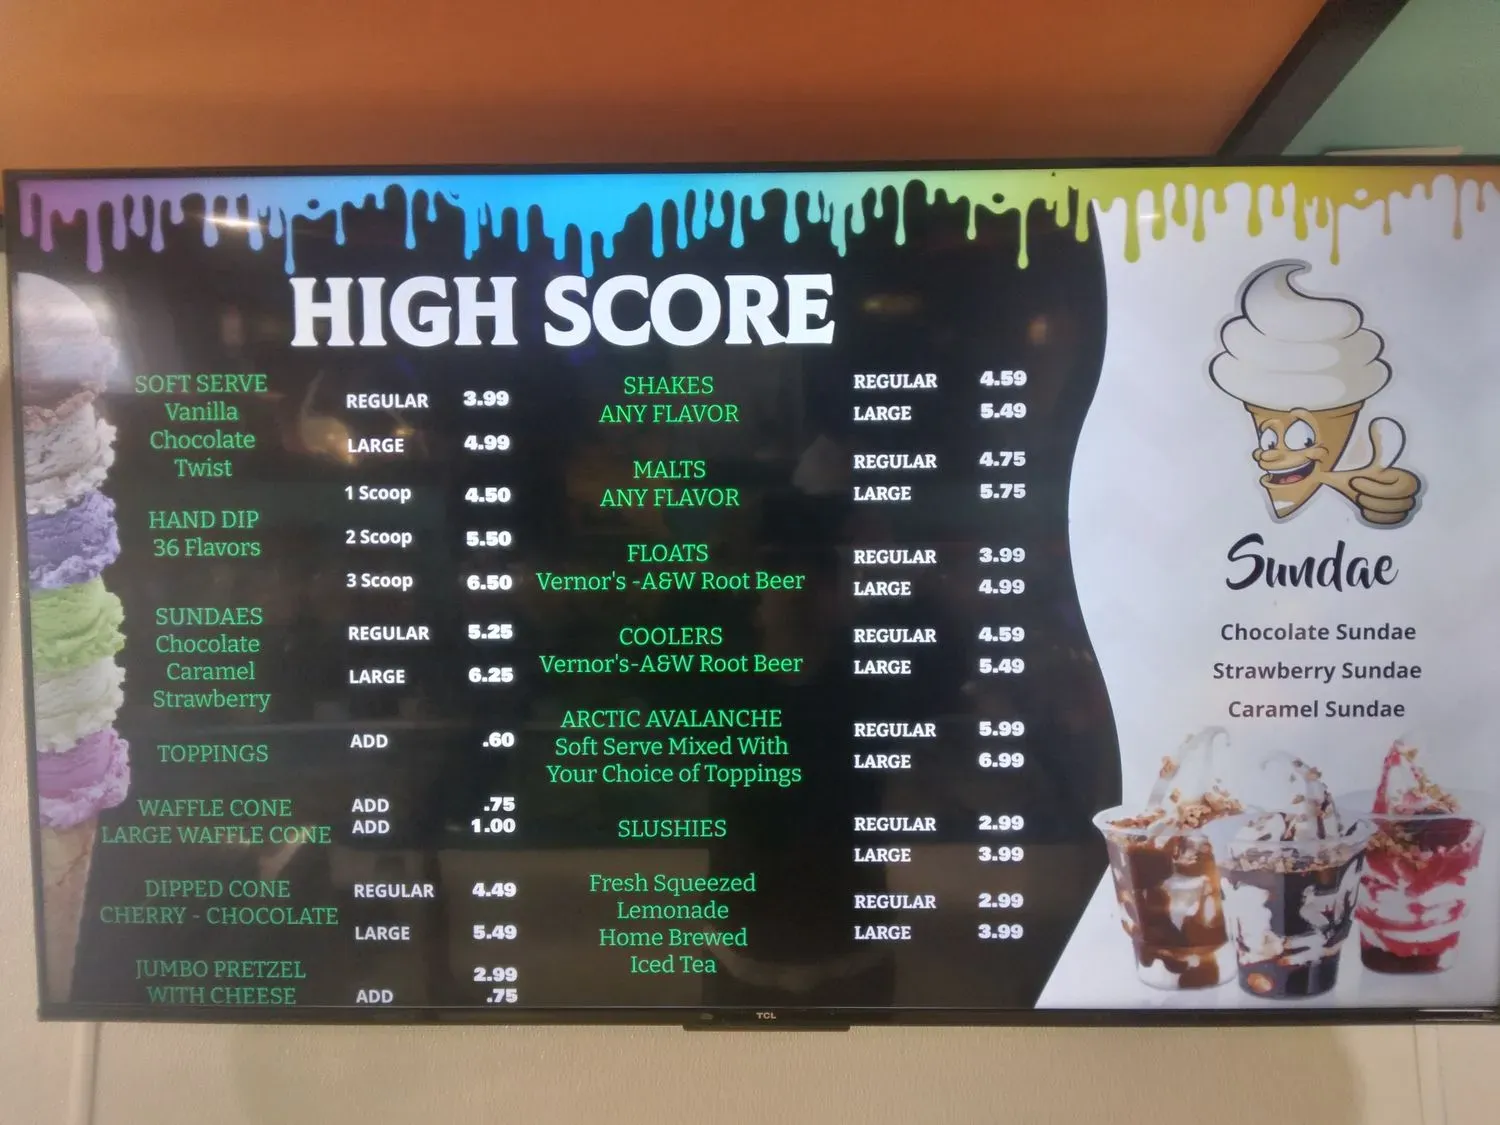 HIGH SCORE
SOFT SERVE
Vanilla
Chocolate
Twist
REGULAR 3.99
LARGE 4.99
HAND DIP
36 Flavors
1 Scoop 4.50
2 Scoop 5.50
3 Scoop 6.50
SUNDAES
Chocolate
Caramel
Strawberry
REGULAR 5.25
LARGE 6.25
TOPPINGS ADD .60
WAFFLE CONE ADD .75
LARGE WAFFLE CONE ADD 1.00
DIPPED CONE
CHERRY - CHOCOLATE
REGULAR 4.49
LARGE 5.49
JUMBO PRETZEL 2.99
WITH CHEESE ADD .75
SHAKES
ANY FLAVOR
REGULAR 4.59
LARGE 5.49
MALTS
ANY FLAVOR
REGULAR 4.75
LARGE 5.75
FLOATS
Vernor's -A&W Root Beer
REGULAR 3.99
LARGE 4.99
COOLERS
Vernor's-A&W Root Beer
REGULAR 4.59
LARGE 5.49
ARCTIC AVALANCHE
Soft Serve Mixed With
Your Choice of Toppings
REGULAR 5.99
LARGE 6.99
SLUSHIES
REGULAR 2.99
LARGE 3.99
Fresh Squeezed
Lemonade
Home Brewed
Iced Tea
REGULAR 2.99
LARGE 3.99
Sundae
Chocolate Sundae
Strawberry Sundae
Caramel Sundae
TCL